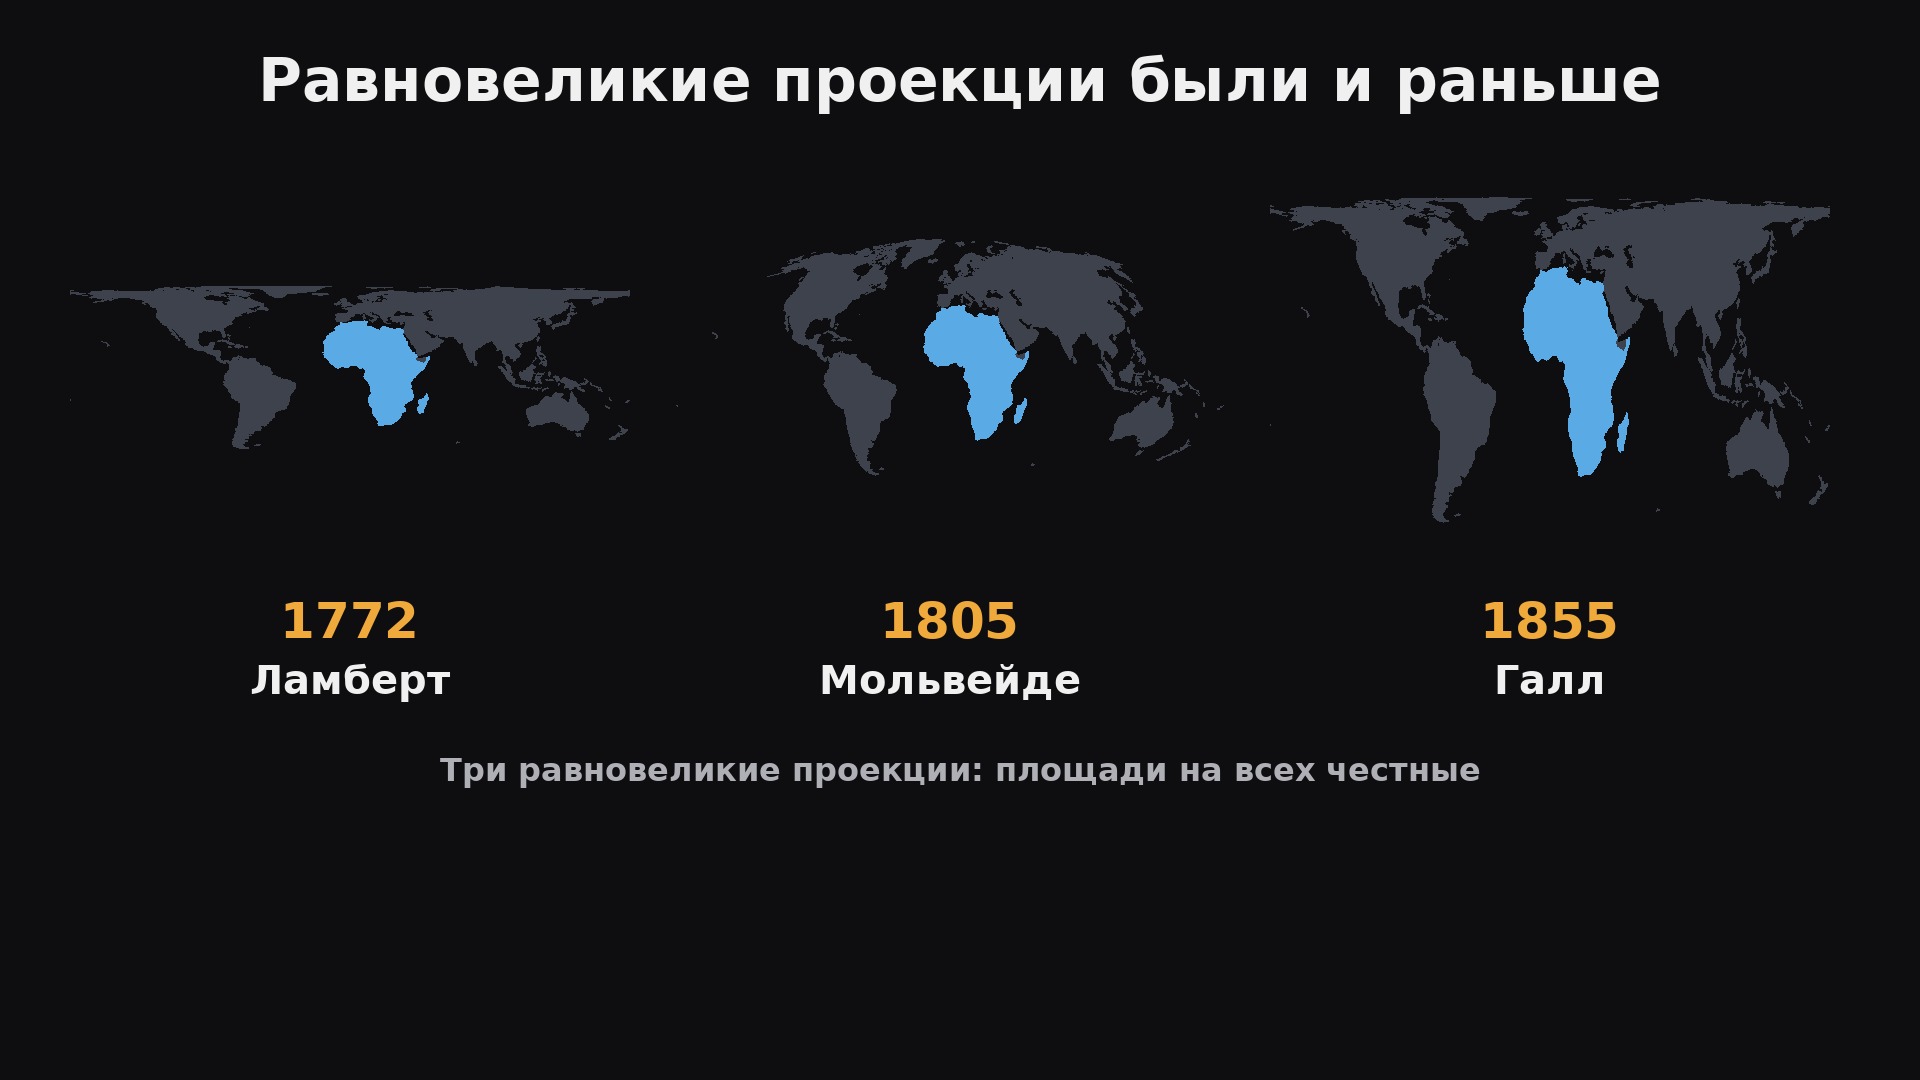 Равновеликие проекции были и раньше
1772
Ламберт
1805
Мольвейде
1855
Галл
Три равновеликие проекции: площади на всех честные